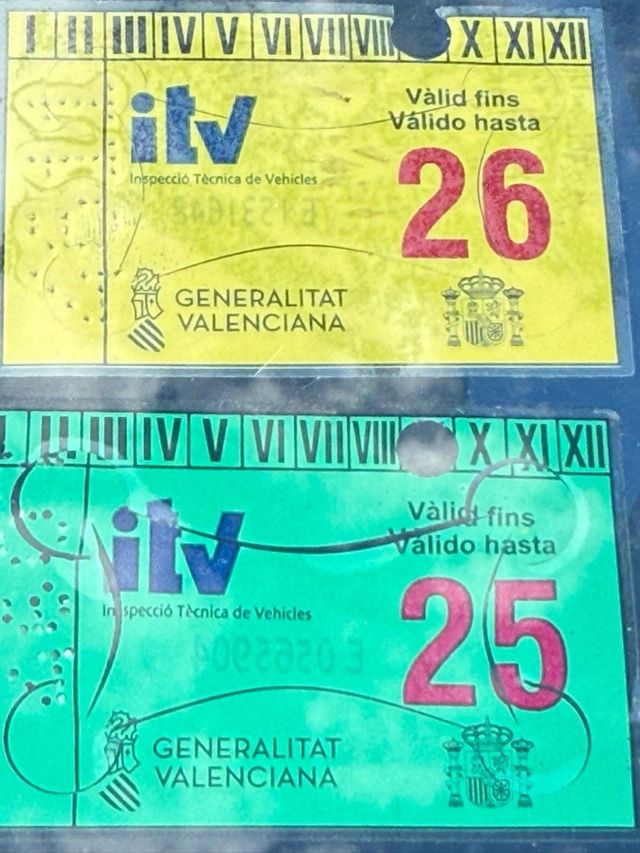 I II III IV V VI VII VIII X XI XII
itv
Vàlid fins
Válido hasta
Inspecció Tècnica de Vehicles
26
GENERALITAT
VALENCIANA
I. II. III IV V VI VII VIII X XI XII
itv
Vàlid fins
Válido hasta
Inspecció Tècnica de Vehicles
25
E 0565904
GENERALITAT
VALENCIANA